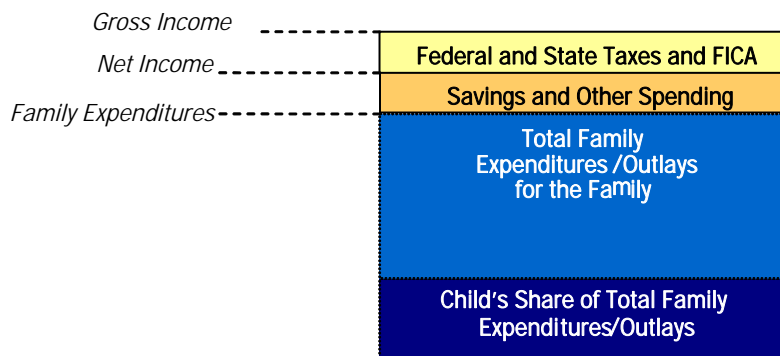 Gross Income
Federal and State Taxes and FICA
Net Income
Savings and Other Spending
Family Expenditures
Total Family
Expenditures /Outlays
for the Family
Child's Share of Total Family
Expenditures/Outlays